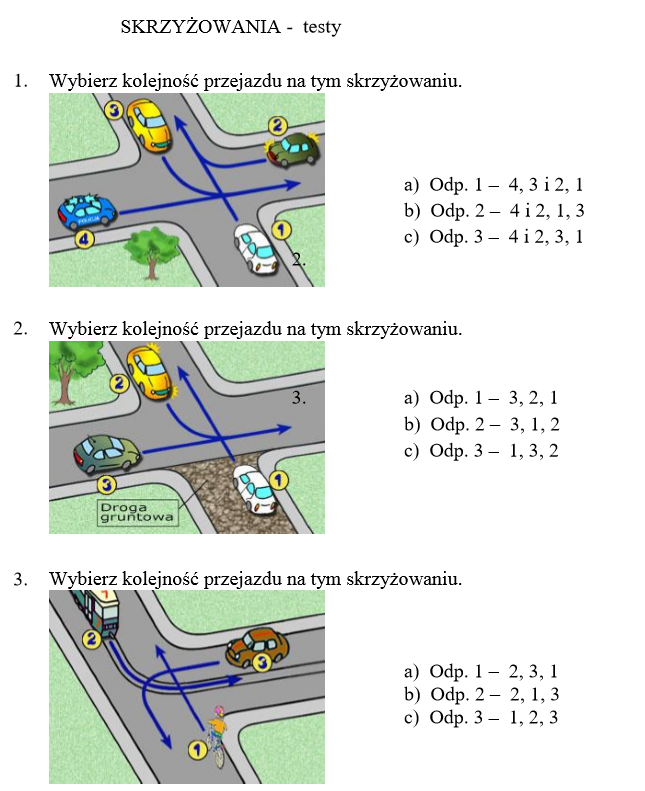 SKRZYŻOWANIA - testy
1. Wybierz kolejność przejazdu na tym skrzyżowaniu.
3
2
POLICJA
4
1
2.
a) Odp. 1 – 4, 3 i 2, 1
b) Odp. 2 – 4 i 2, 1, 3
c) Odp. 3 – 4 i 2, 3, 1
2. Wybierz kolejność przejazdu na tym skrzyżowaniu.
2
3.
3
1
Droga
gruntowa
a) Odp. 1 – 3, 2, 1
b) Odp. 2 – 3, 1, 2
c) Odp. 3 – 1, 3, 2
3. Wybierz kolejność przejazdu na tym skrzyżowaniu.
7
2
3
1
a) Odp. 1 – 2, 3, 1
b) Odp. 2 – 2, 1, 3
c) Odp. 3 – 1, 2, 3